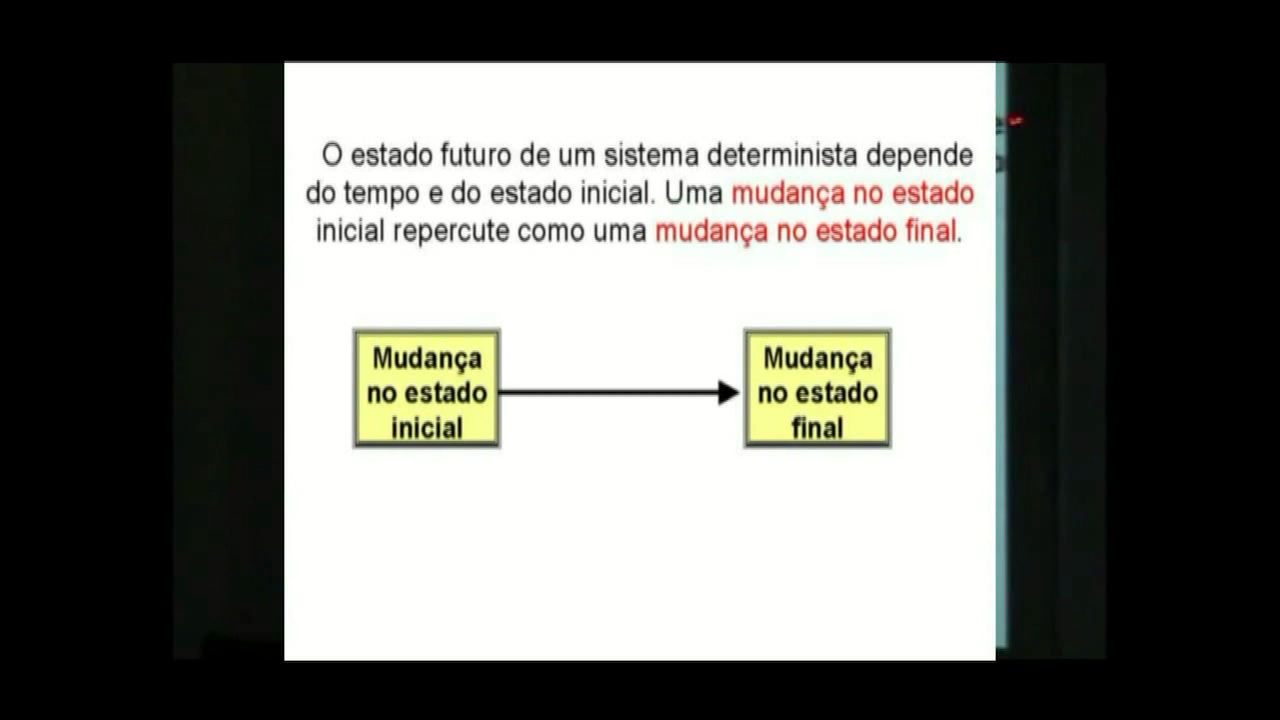 O estado futuro de um sistema determinista depende
do tempo e do estado inicial. Uma mudança no estado
inicial repercute como uma mudança no estado final.
Mudança
no estado
inicial
Mudança
no estado
final